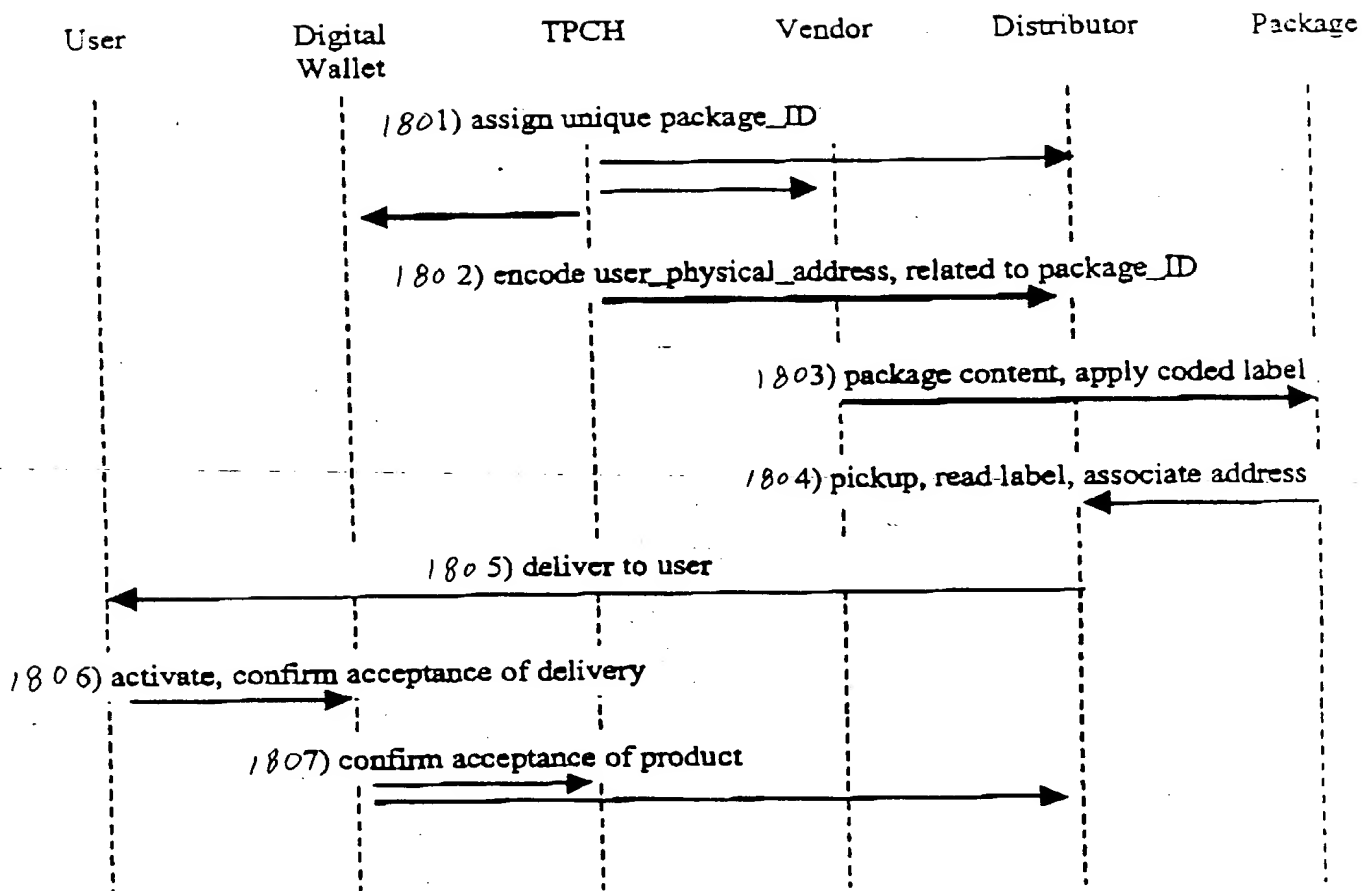 User Digital Wallet TPCH Vendor Distributor Package
1801) assign unique package_ID
1802) encode user_physical_address, related to package_ID
1803) package content, apply coded label
1804) pickup, read-label, associate address
1805) deliver to user
1806) activate, confirm acceptance of delivery
1807) confirm acceptance of product